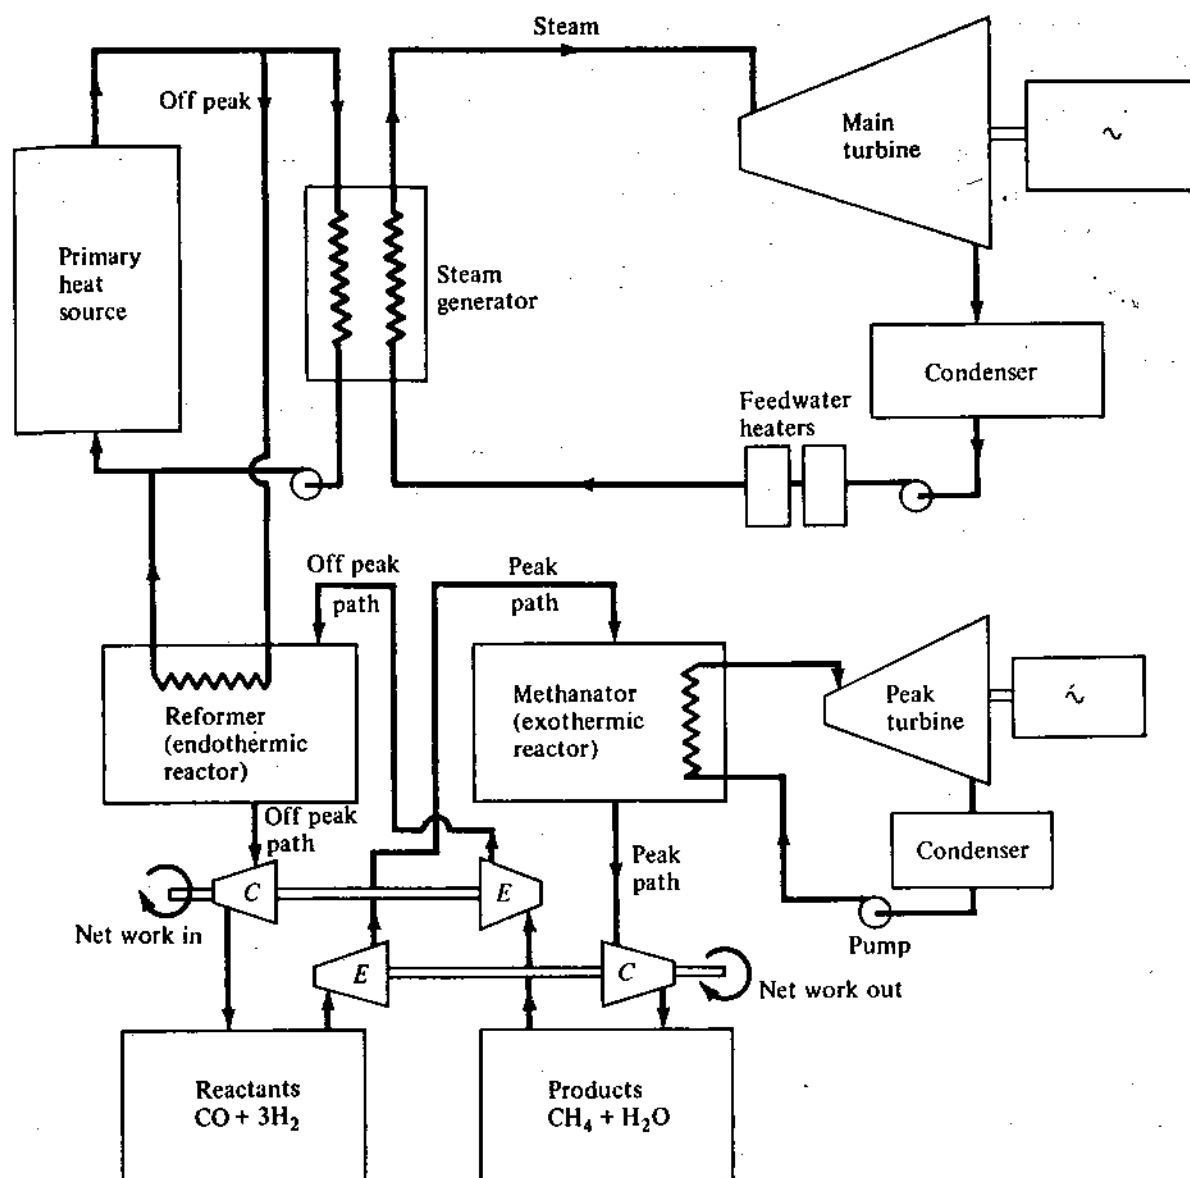 Steam
Off peak
Main
turbine
~
Primary
heat
source
Steam
generator
Condenser
Feedwater
heaters
Off peak
path
Peak
path
Reformer
(endothermic
reactor)
Methanator
(exothermic
reactor)
Peak
turbine
~
Off peak
path
Condenser
Peak
path
C
E
Net work in
Pump
E
C
Net work out
Reactants
CO + 3H₂
Products
CH₄ + H₂O